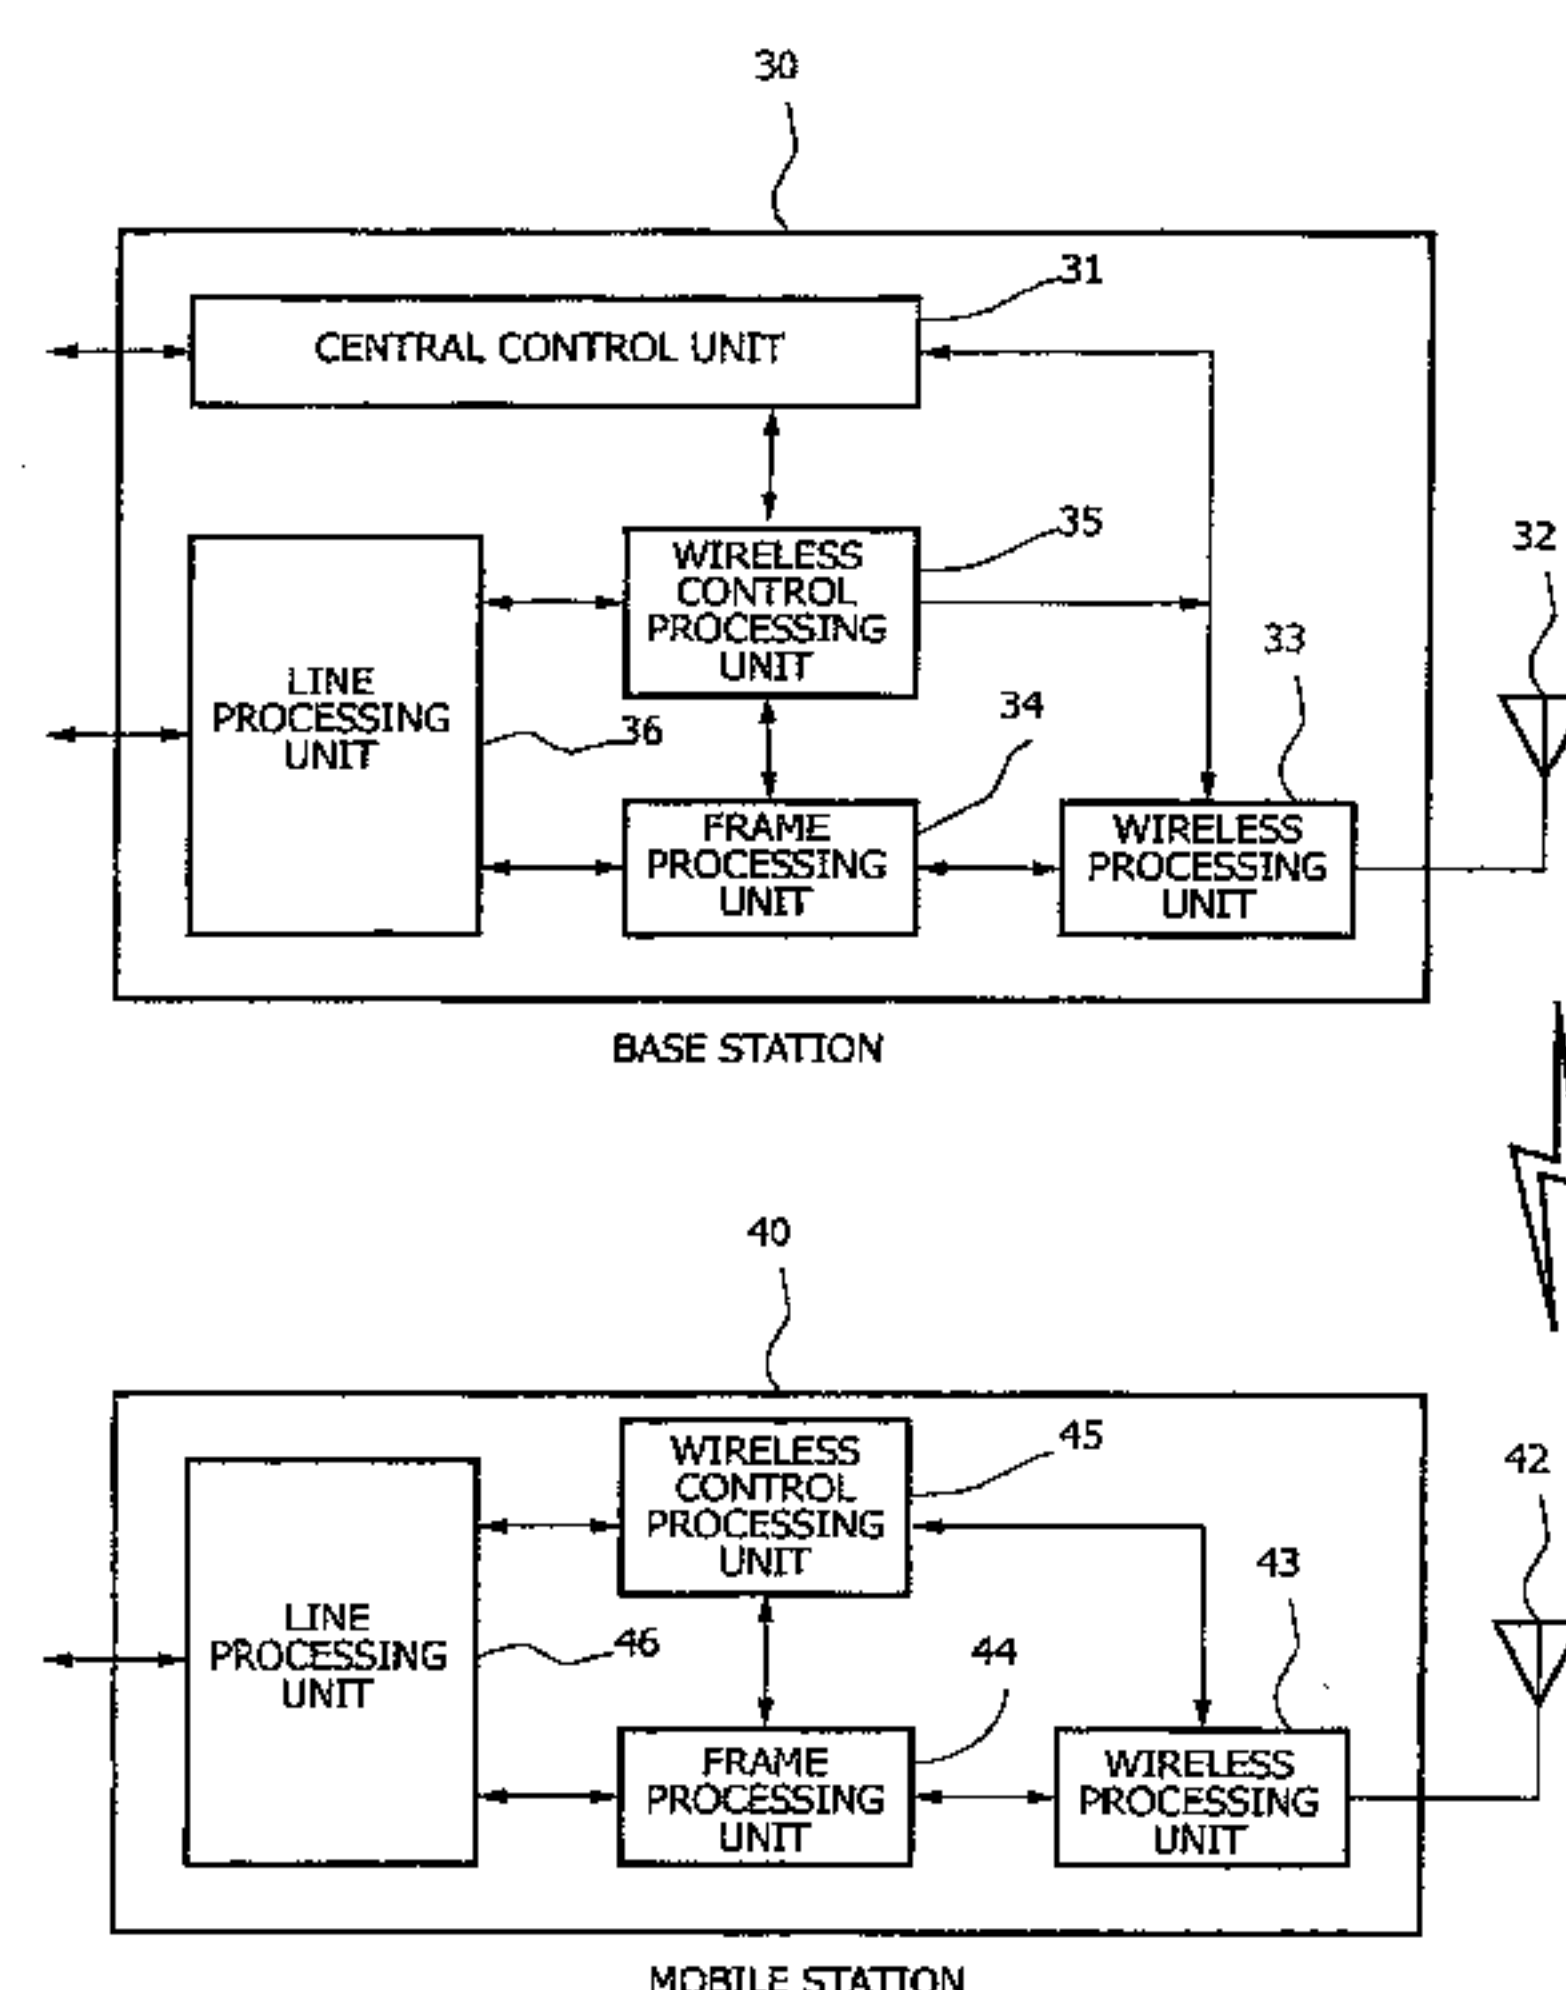 30
31
CENTRAL CONTROL UNIT
35
32
WIRELESS
CONTROL
PROCESSING
UNIT
33
LINE
PROCESSING
UNIT
36
34
FRAME
PROCESSING
UNIT
WIRELESS
PROCESSING
UNIT
BASE STATION
40
45
WIRELESS
CONTROL
PROCESSING
UNIT
42
43
LINE
PROCESSING
UNIT
46
44
FRAME
PROCESSING
UNIT
WIRELESS
PROCESSING
UNIT
MOBILE STATION